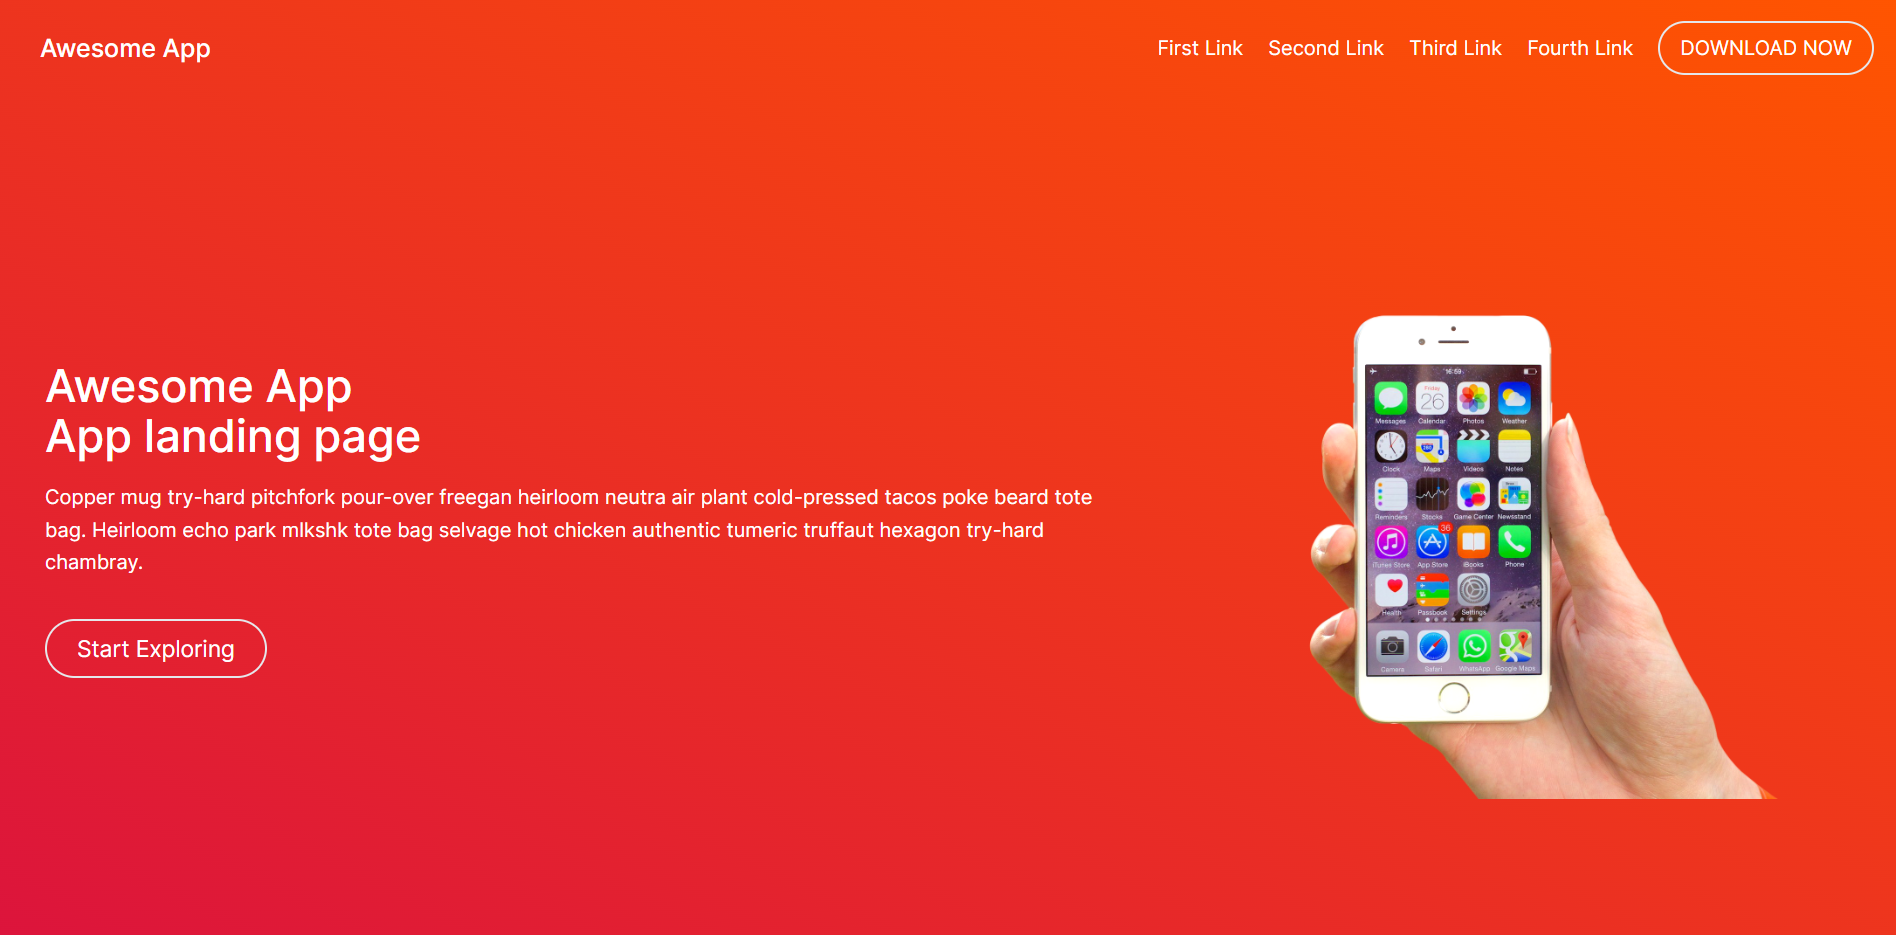 Awesome App
First Link Second Link Third Link Fourth Link DOWNLOAD NOW
Awesome App
App landing page
Copper mug try-hard pitchfork pour-over freegan heirloom neutra air plant cold-pressed tacos poke beard tote
bag. Heirloom echo park mlkshk tote bag selvage hot chicken authentic tumeric truffaut hexagon try-hard
chambray.
Start Exploring
16:59
Friday
26
Messages Calendar Photos Weather
Clock Maps Videos Notes
Reminders Stocks Game Center Newsstand
36
iTunes Store App Store iBooks Phone
Health Passbook Settings
Camera Safari WhatsApp Google Maps